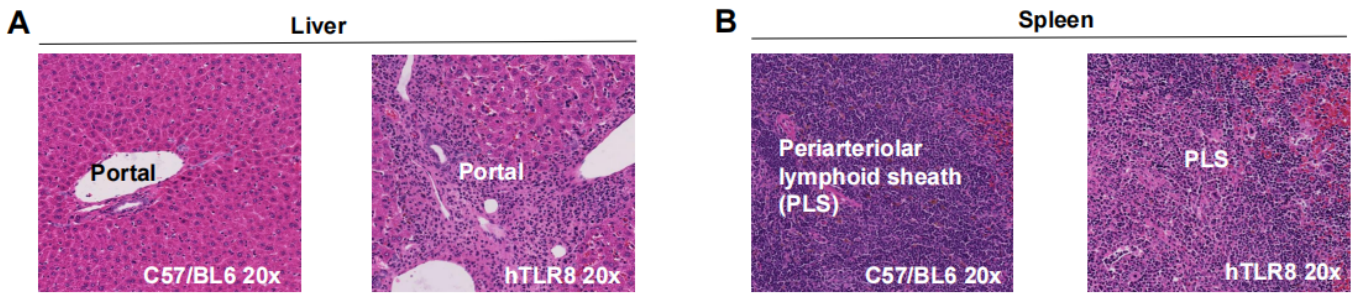 A
Liver
Portal
C57/BL6 20x
Portal
hTLR8 20x
B
Spleen
Periarteriolar
lymphoid sheath
(PLS)
C57/BL6 20x
PLS
hTLR8 20x